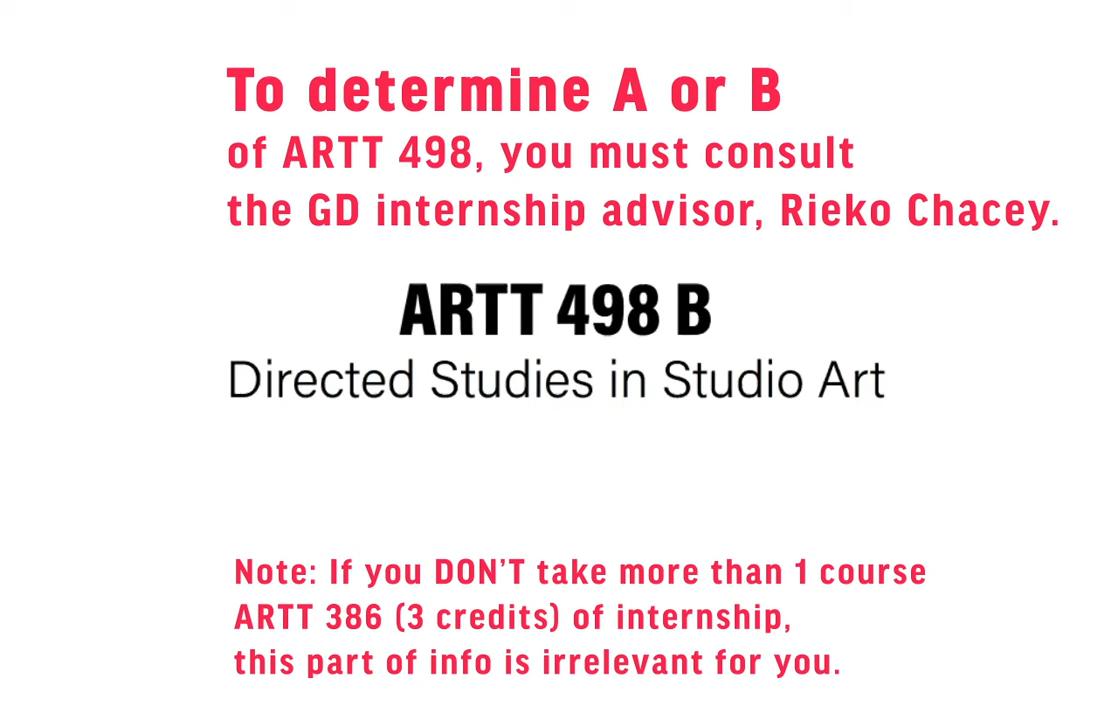 To determine A or B
of ARTT 498, you must consult
the GD internship advisor, Rieko Chacey.
ARTT 498 B
Directed Studies in Studio Art
Note: If you DON’T take more than 1 course
ARTT 386 (3 credits) of internship,
this part of info is irrelevant for you.